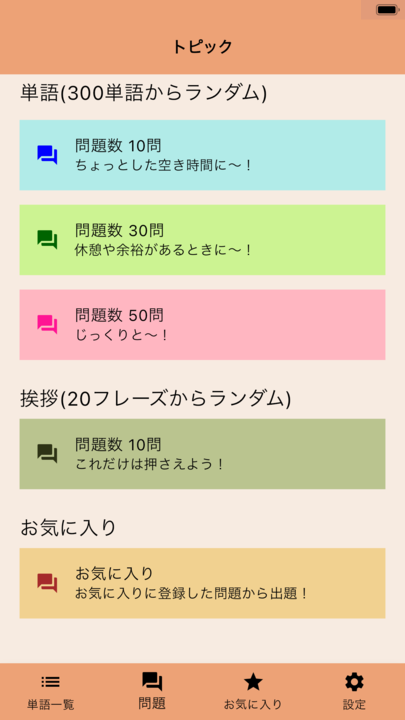 トピック
単語(300単語からランダム)
問題数 10問
ちょっとした空き時間に〜！
問題数 30問
休憩や余裕があるときに〜！
問題数 50問
じっくりと〜！
挨拶(20フレーズからランダム)
問題数 10問
これだけは押さえよう！
お気に入り
お気に入り
お気に入りに登録した問題から出題！
単語一覧
問題
お気に入り
設定